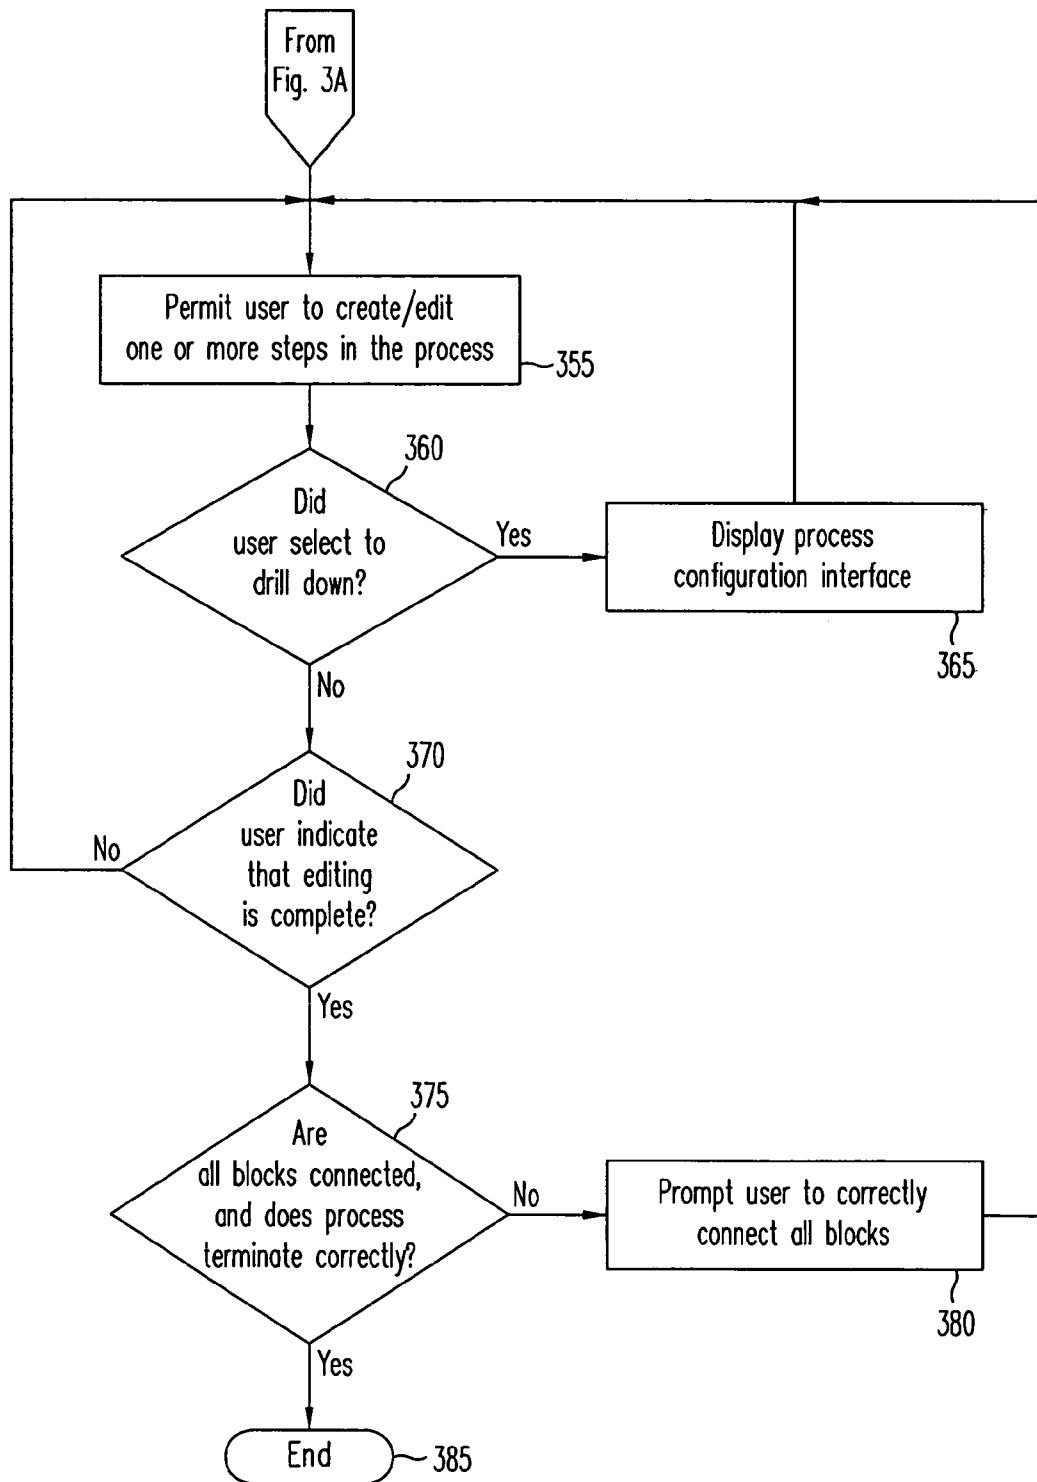 From
Fig. 3A
Permit user to create/edit
one or more steps in the process
355
360
Did
user select to
drill down?
Yes
Display process
configuration interface
365
No
370
Did
user indicate
that editing
is complete?
No
Yes
375
Are
all blocks connected,
and does process
terminate correctly?
No
Prompt user to correctly
connect all blocks
380
Yes
End
385